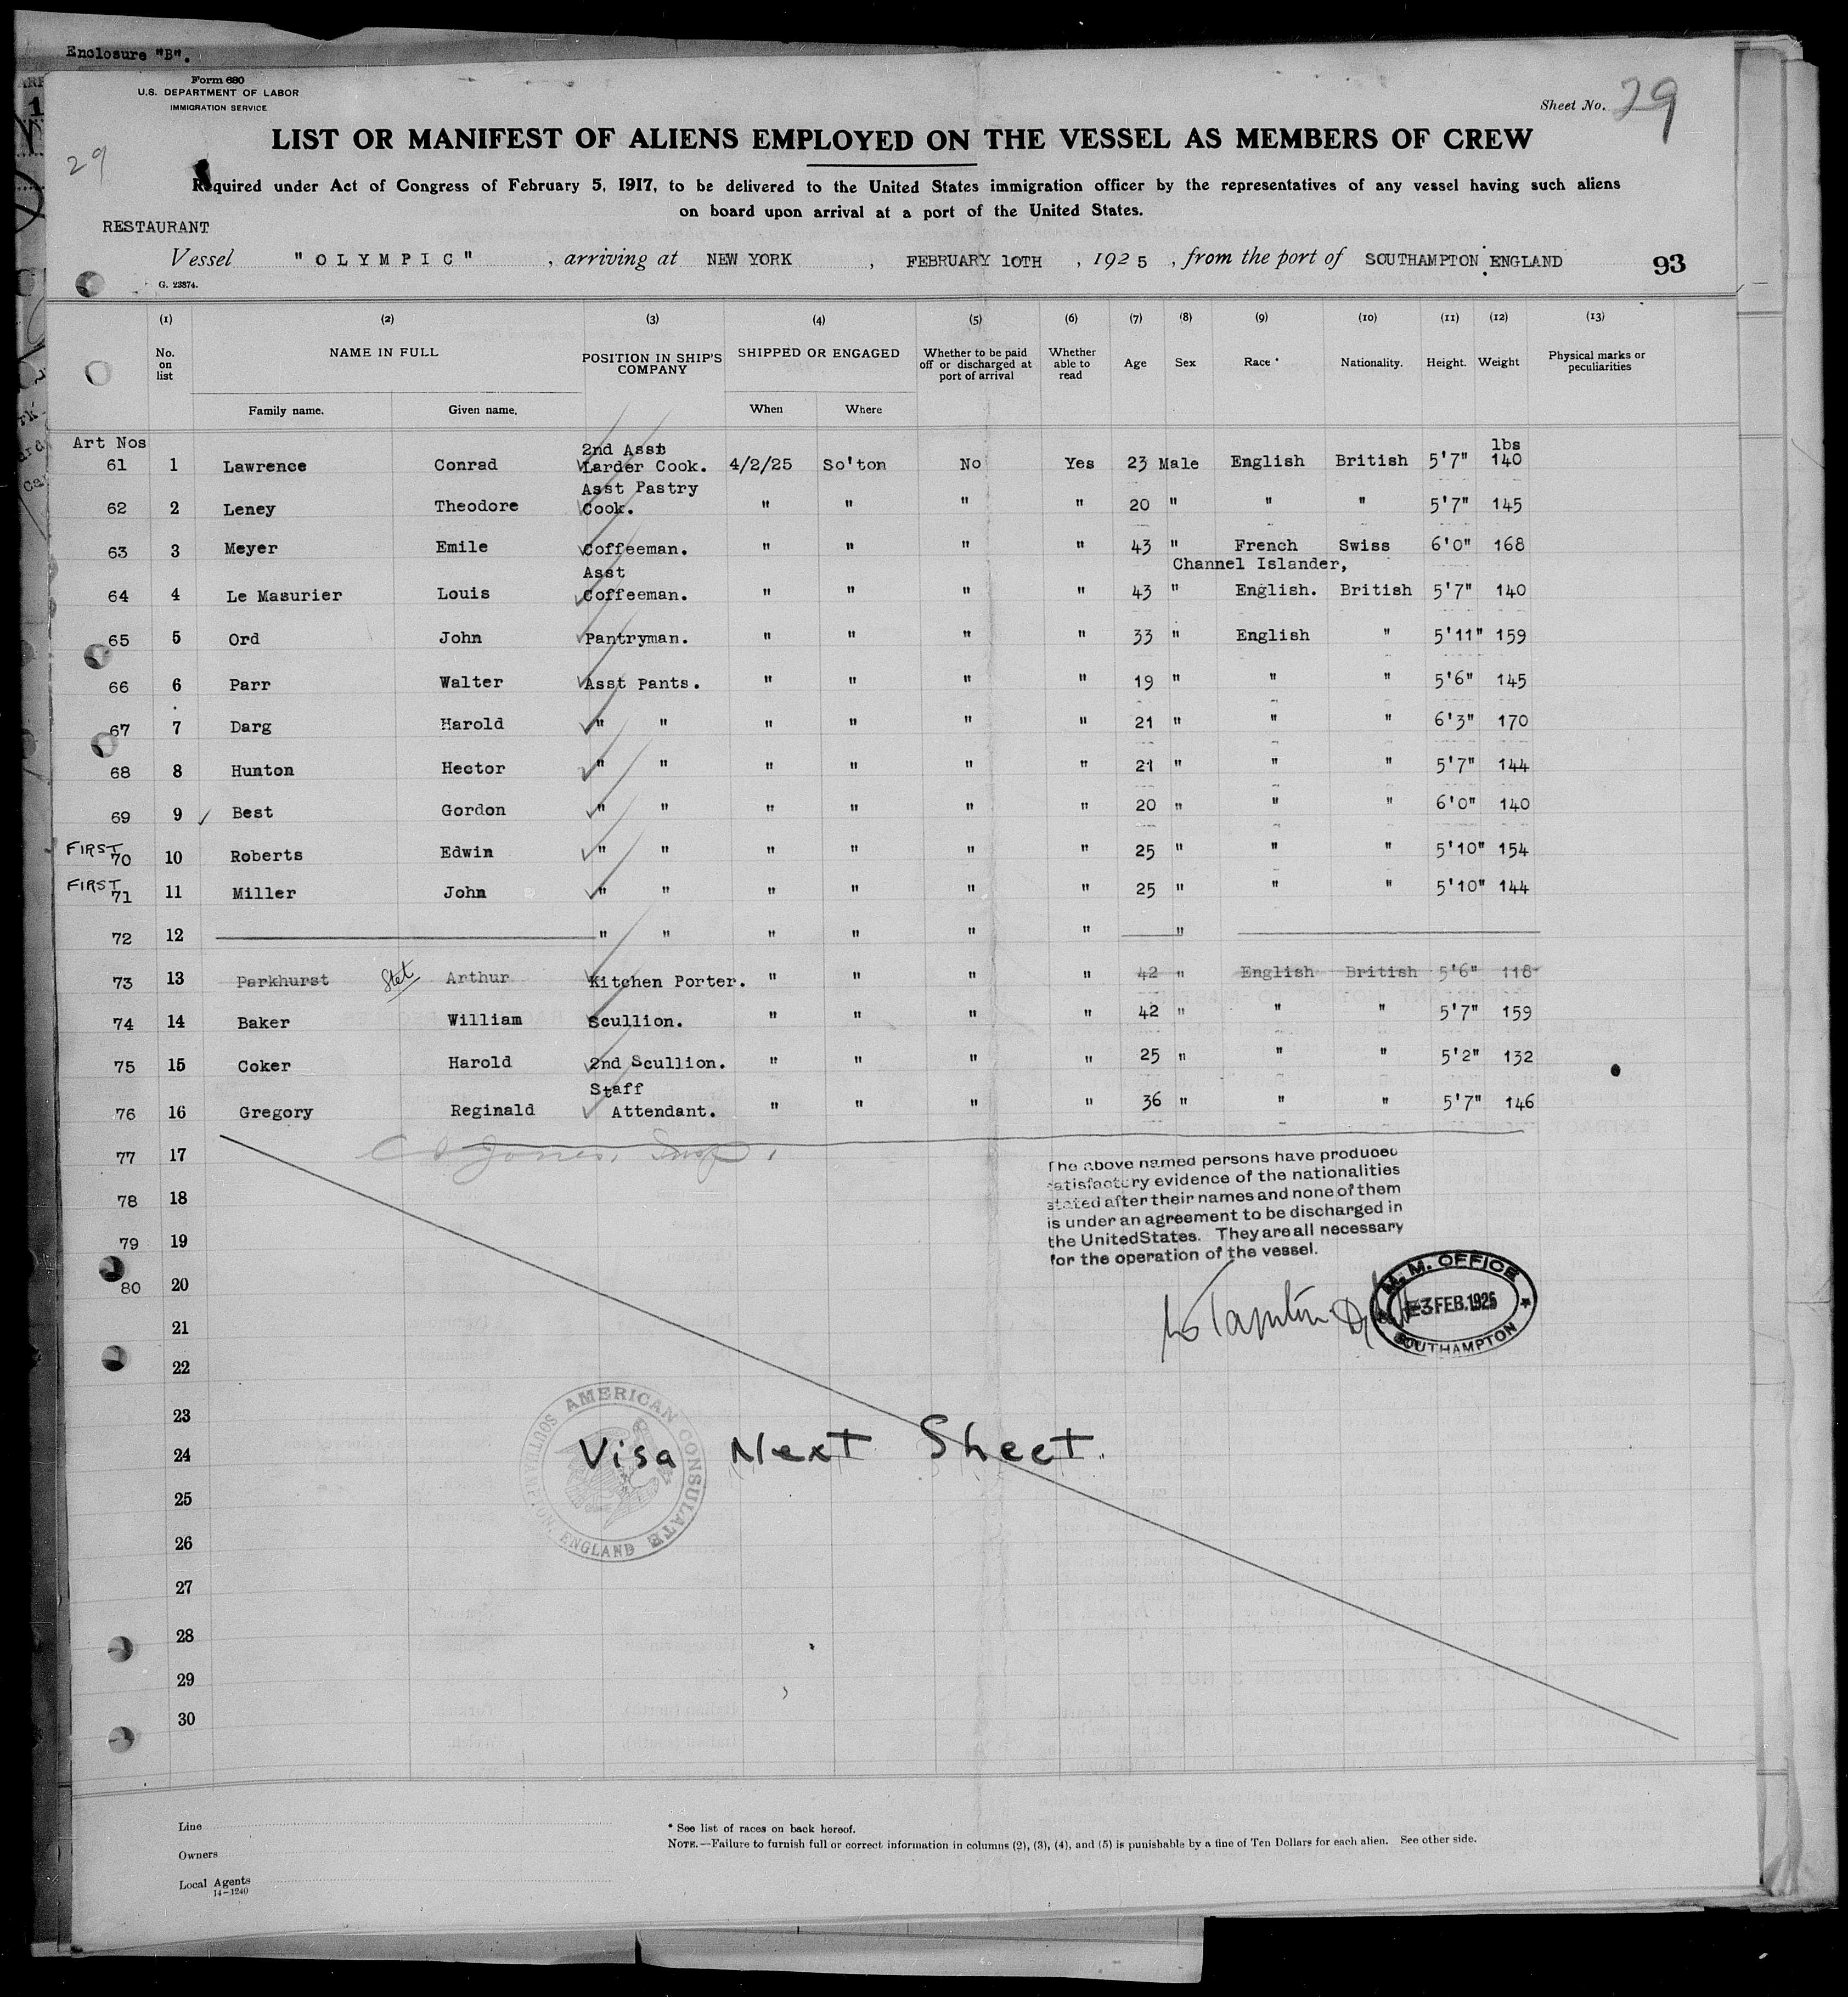 Enclosure "B".
Form 680
U.S. DEPARTMENT OF LABOR
IMMIGRATION SERVICE
Sheet No. 29
29
LIST OR MANIFEST OF ALIENS EMPLOYED ON THE VESSEL AS MEMBERS OF CREW
Required under Act of Congress of February 5, 1917, to be delivered to the United States immigration officer by the representatives of any vessel having such aliens
on board upon arrival at a port of the United States.
RESTAURANT
Vessel "OLYMPIC", arriving at NEW YORK, FEBRUARY 10TH, 1925, from the port of SOUTHAMPTON ENGLAND 93
G. 23874.
(1) (2) (3) (4) (5) (6) (7) (8) (9) (10) (11) (12) (13)
No. on list NAME IN FULL POSITION IN SHIP'S COMPANY SHIPPED OR ENGAGED Whether to be paid off or discharged at port of arrival Whether able to read Age Sex Race * Nationality. Height. Weight Physical marks or peculiarities
Family name. Given name. When Where
Art Nos lbs
61 1 Lawrence Conrad 2nd Asst Larder Cook. 4/2/25 So'ton No Yes 23 Male English British 5'7" 140
62 2 Leney Theodore Asst Pastry Cook. " " " " 20 " " " 5'7" 145
63 3 Meyer Emile Coffeeman. " " " " 43 " French Swiss 6'0" 168
64 4 Le Masurier Louis Asst Coffeeman. " " " " 43 " Channel Islander, English. British 5'7" 140
65 5 Ord John Pantryman. " " " " 33 " English " 5'11" 159
66 6 Parr Walter Asst Pants. " " " " 19 " " " 5'6" 145
67 7 Darg Harold " " " " " " 21 " " " 6'3" 170
68 8 Hunton Hector " " " " " " 21 " " " 5'7" 144
69 9 Best Gordon " " " " " " 20 " " " 6'0" 140
FIRST 70 10 Roberts Edwin " " " " " " 25 " " " 5'10" 154
FIRST 71 11 Miller John " " " " " " 25 " " " 5'10" 144
72 12 " " " " " " "
73 13 Parkhurst Stet Arthur Kitchen Porter. " " " " 42 " English British 5'6" 118
74 14 Baker William Scullion. " " " " 42 " " " 5'7" 159
75 15 Coker Harold 2nd Scullion. " " " " 25 " " " 5'2" 132
76 16 Gregory Reginald Staff Attendant. " " " " 36 " " " 5'7" 146
77 17 Jones, Insp.
78 18
79 19
80 20
21
22
23
24
25
26
27
28
29
30
The above named persons have produced
satisfactory evidence of the nationalities
stated after their names and none of them
is under an agreement to be discharged in
the United States. They are all necessary
for the operation of the vessel.
M. M. OFFICE
3 FEB. 1925
SOUTHAMPTON
AMERICAN CONSULATE
SOUTHAMPTON, ENGLAND
Visa Next Sheet.
Line
Owners
Local Agents
14-1240
* See list of races on back hereof.
NOTE.—Failure to furnish full or correct information in columns (2), (3), (4), and (5) is punishable by a fine of Ten Dollars for each alien. See other side.